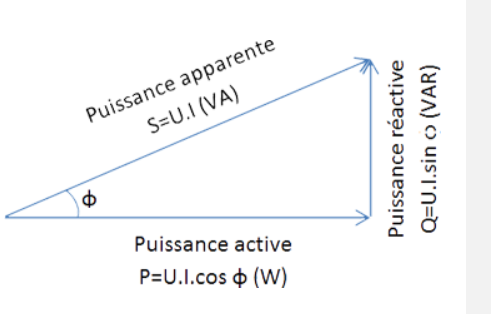 Puissance apparente
S=U.I (VA)
ϕ
Puissance active
P=U.I.cos ϕ (W)
Puissance réactive
Q=U.I.sin (VAR)